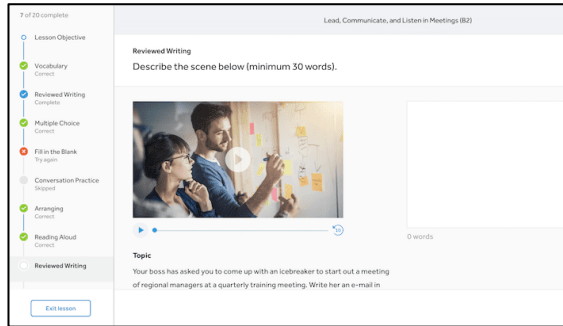 7 of 20 complete
Lead, Communicate, and Listen in Meetings (B2)
Lesson Objective
Vocabulary
Correct
Reviewed Writing
Complete
Multiple Choice
Correct
Fill in the Blank
Try again
Conversation Practice
Skipped
Arranging
Correct
Reading Aloud
Correct
Reviewed Writing
Exit lesson
Reviewed Writing
Describe the scene below (minimum 30 words).
10
0 words
Topic
Your boss has asked you to come up with an icebreaker to start out a meeting
of regional managers at a quarterly training meeting. Write her an e-mail in